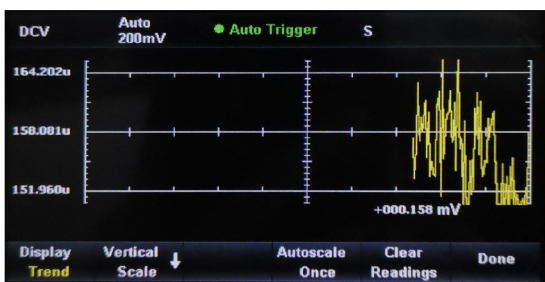 DCV Auto 200mV Auto Trigger S
164.202u
158.081u
151.960u
+000.158 mV
Display Trend
Vertical Scale
Autoscale Once
Clear Readings
Done